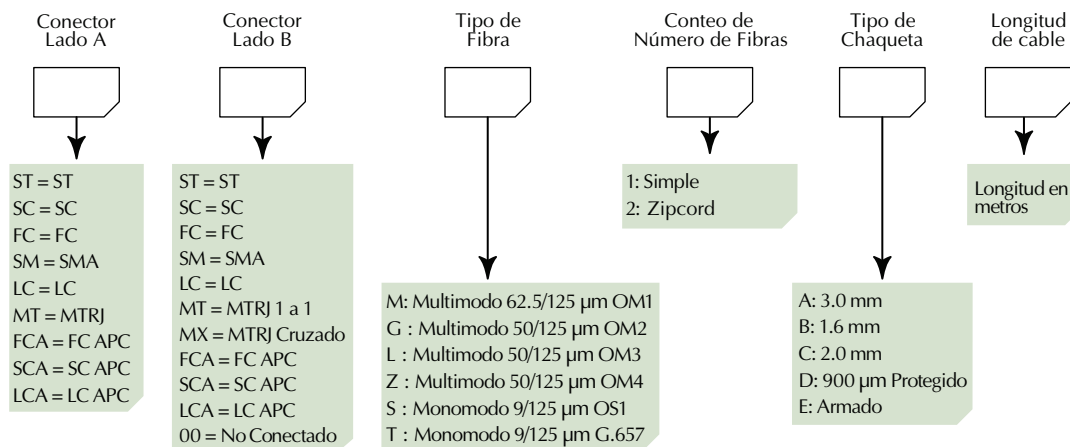 Conector
Lado A
Conector
Lado B
Tipo de
Fibra
Conteo de
Número de Fibras
Tipo de
Chaqueta
Longitud
de cable
ST = ST
SC = SC
FC = FC
SM = SMA
LC = LC
MT = MTRJ
FCA = FC APC
SCA = SC APC
LCA = LC APC
ST = ST
SC = SC
FC = FC
SM = SMA
LC = LC
MT = MTRJ 1 a 1
MX = MTRJ Cruzado
FCA = FC APC
SCA = SC APC
LCA = LC APC
00 = No Conectado
M: Multimodo 62.5/125 µm OM1
G : Multimodo 50/125 µm OM2
L : Multimodo 50/125 µm OM3
Z : Multimodo 50/125 µm OM4
S : Monomodo 9/125 µm OS1
T : Monomodo 9/125 µm G.657
1: Simple
2: Zipcord
A: 3.0 mm
B: 1.6 mm
C: 2.0 mm
D: 900 µm Protegido
E: Armado
Longitud en
metros